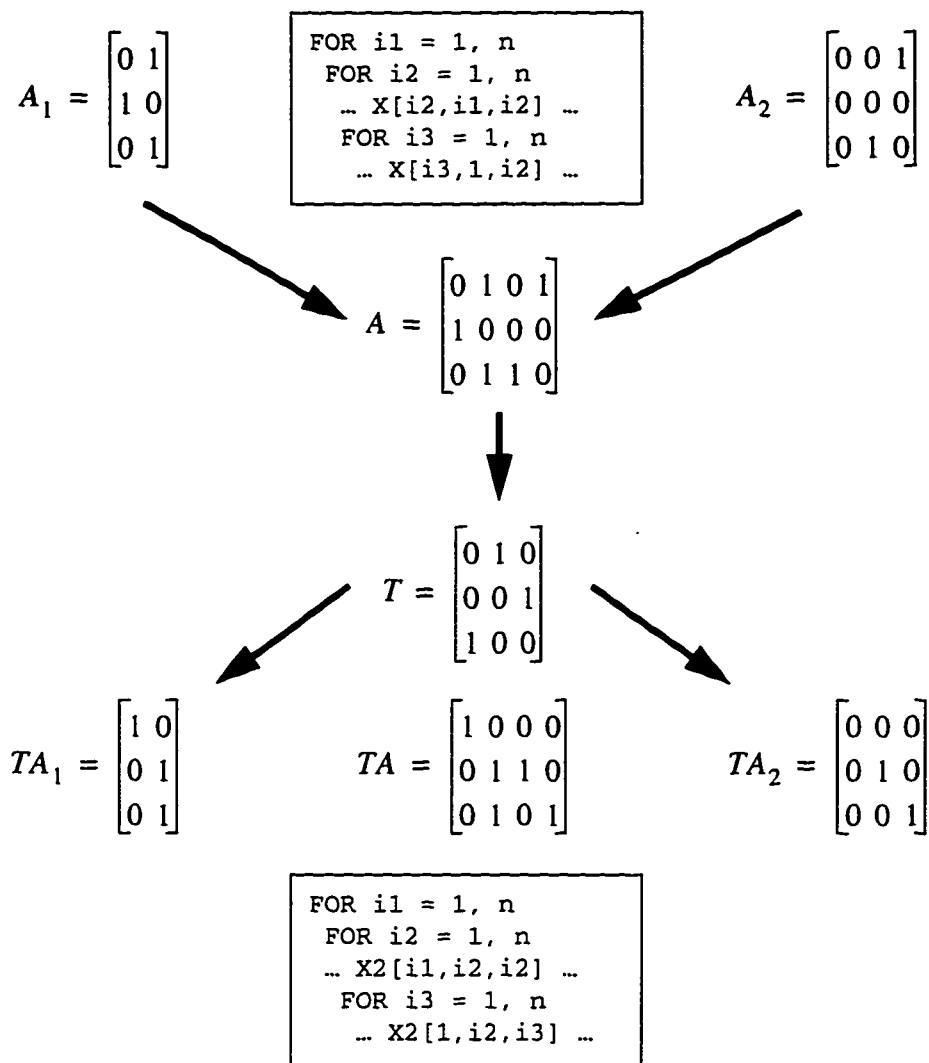 A₁ = [0 1
1 0
0 1]
FOR i1 = 1, n
FOR i2 = 1, n
… X[i2,i1,i2] …
FOR i3 = 1, n
… X[i3,1,i2] …
A₂ = [0 0 1
0 0 0
0 1 0]
A = [0 1 0 1
1 0 0 0
0 1 1 0]
T = [0 1 0
0 0 1
1 0 0]
TA₁ = [1 0
0 1
0 1]
TA = [1 0 0 0
0 1 1 0
0 1 0 1]
TA₂ = [0 0 0
0 1 0
0 0 1]
FOR i1 = 1, n
FOR i2 = 1, n
… X2[i1,i2,i2] …
FOR i3 = 1, n
… X2[1,i2,i3] …